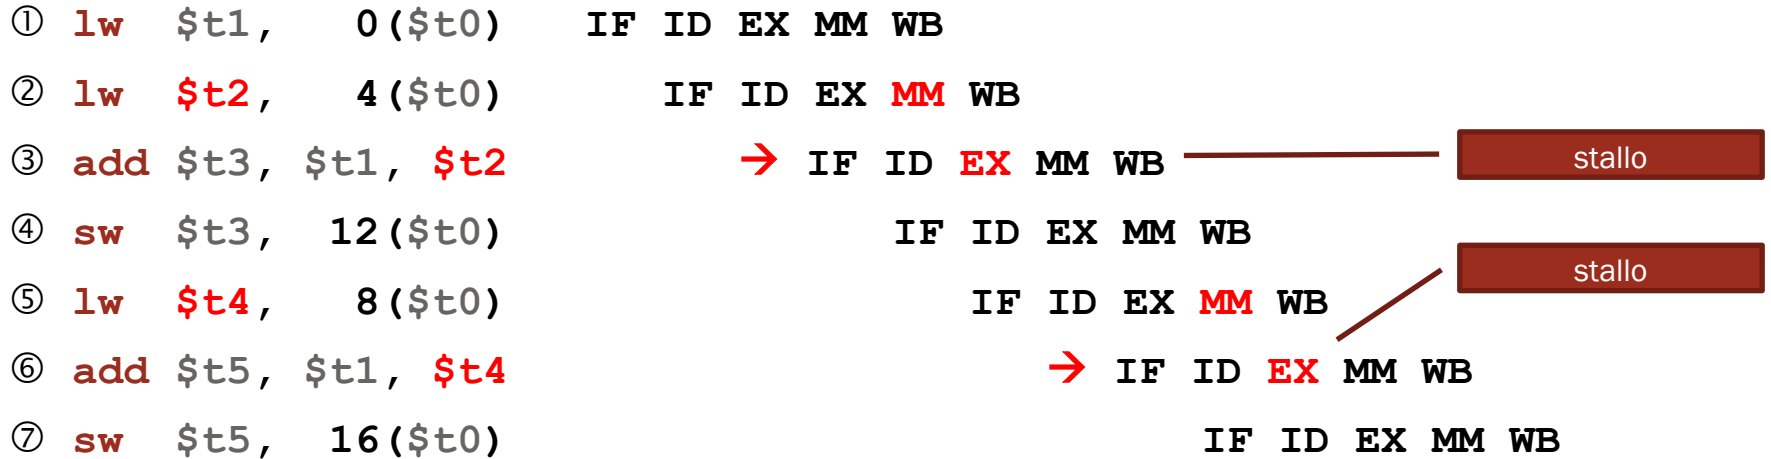 ① lw $t1, 0($t0) IF ID EX MM WB
② lw $t2, 4($t0) IF ID EX MM WB
③ add $t3, $t1, $t2 → IF ID EX MM WB stallo
④ sw $t3, 12($t0) IF ID EX MM WB
⑤ lw $t4, 8($t0) IF ID EX MM WB stallo
⑥ add $t5, $t1, $t4 → IF ID EX MM WB
⑦ sw $t5, 16($t0) IF ID EX MM WB